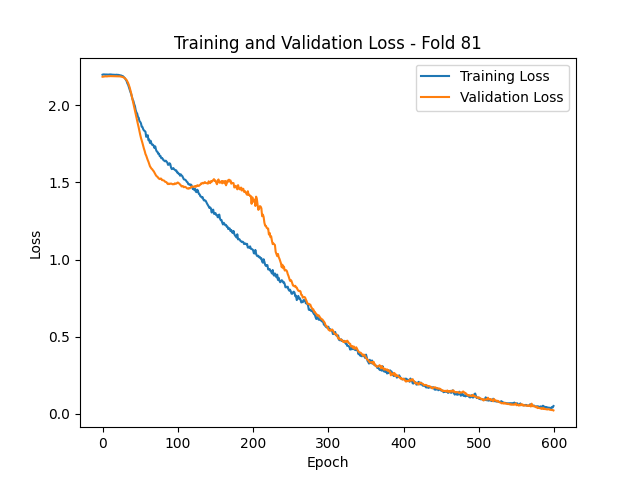 Training and Validation Loss - Fold 81
Training Loss
Validation Loss
2.0
1.5
1.0
0.5
0.0
Loss
0 100 200 300 400 500 600
Epoch